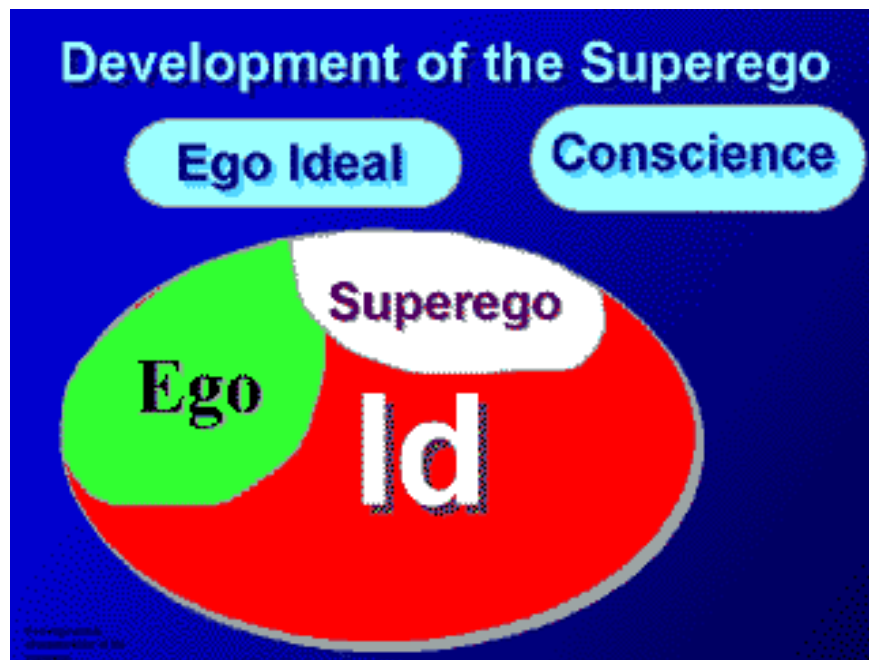 Development of the Superego
Ego Ideal
Conscience
Superego
Ego
Id